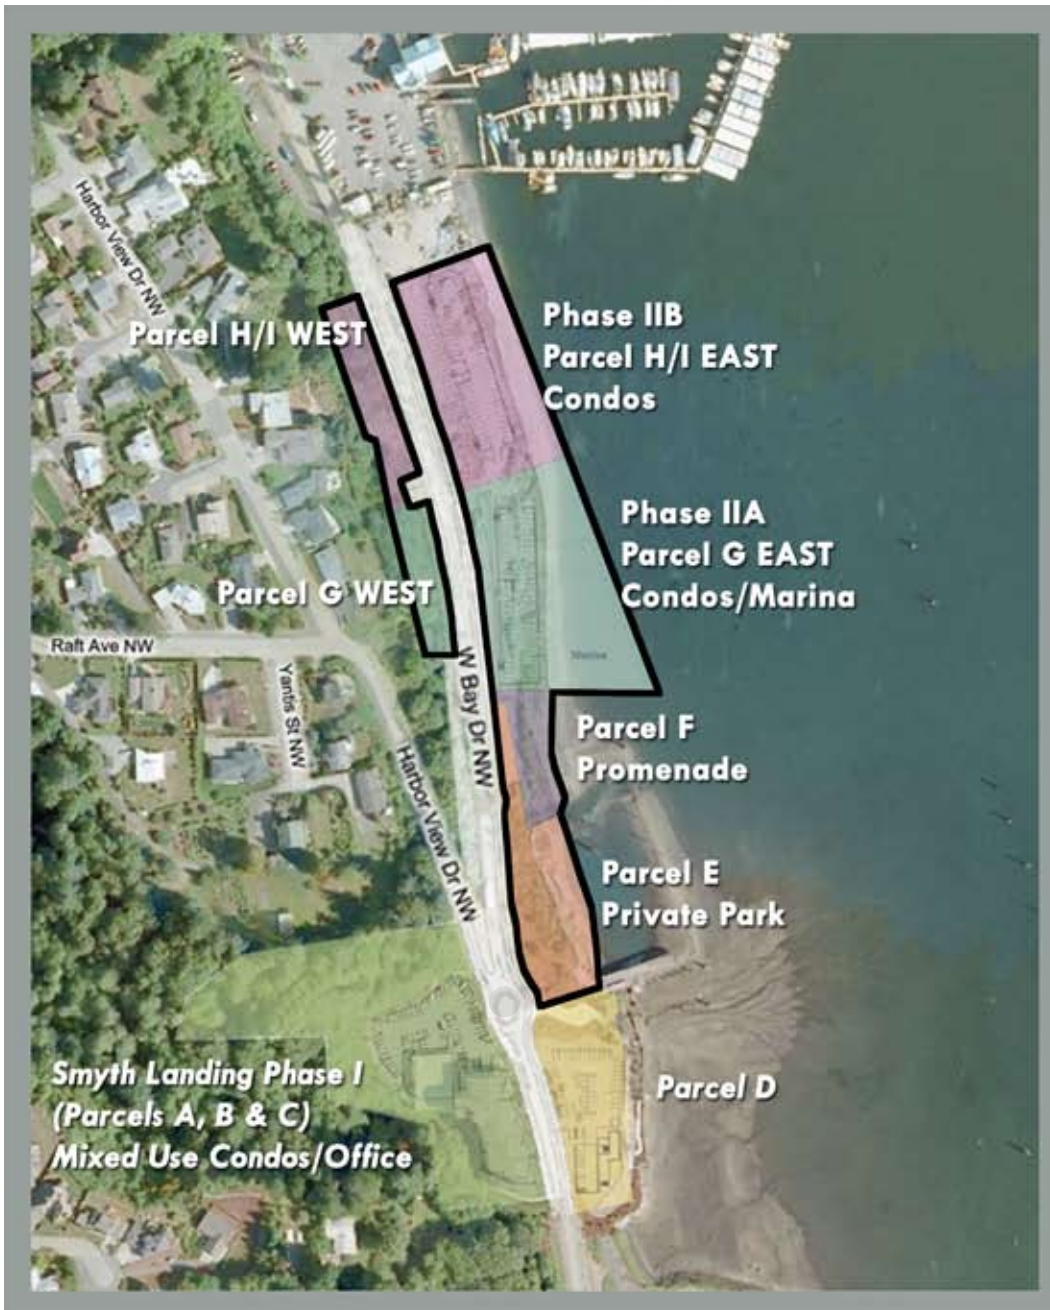 Harbor View Dr NW
Parcel H/I WEST
Phase IIB
Parcel H/I EAST
Condos
Phase IIA
Parcel G EAST
Condos/Marina
Parcel G WEST
Raft Ave NW
Yantis St NW
W Bay Dr NW
Marina
Harbor View Dr NW
Parcel F
Promenade
Parcel E
Private Park
Smyth Landing Phase I
(Parcels A, B & C)
Mixed Use Condos/Office
Parcel D